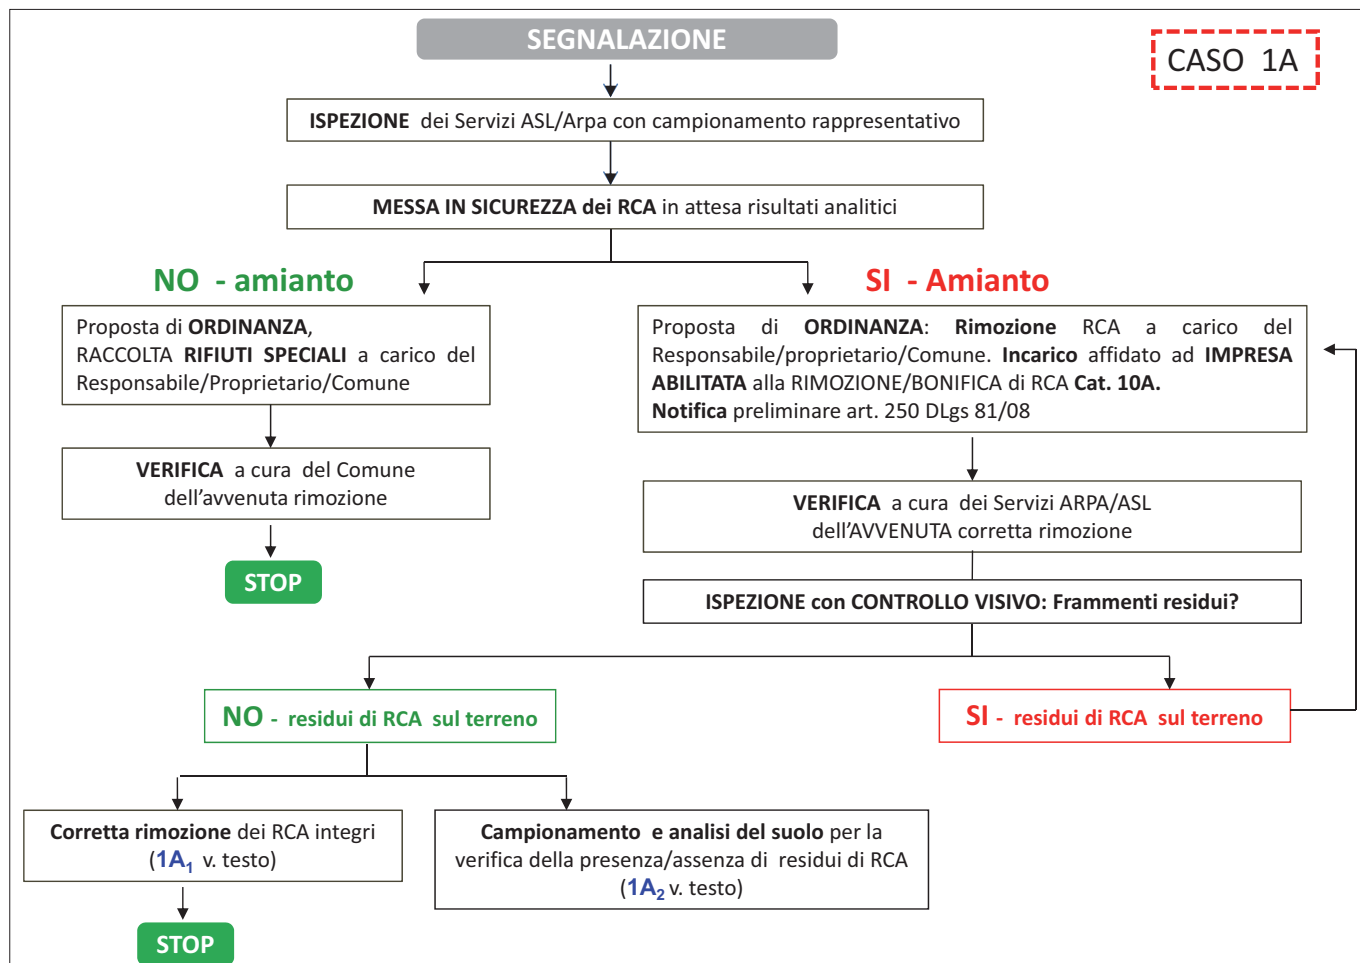 SEGNALAZIONE
CASO 1A
ISPEZIONE dei Servizi ASL/Arpa con campionamento rappresentativo
MESSA IN SICUREZZA dei RCA in attesa risultati analitici
NO - amianto
Proposta di ORDINANZA,
RACCOLTA RIFIUTI SPECIALI a carico del
Responsabile/Proprietario/Comune
VERIFICA a cura del Comune
dell'avvenuta rimozione
STOP
SI - Amianto
Proposta di ORDINANZA: Rimozione RCA a carico del
Responsabile/proprietario/Comune. Incarico affidato ad IMPRESA
ABILITATA alla RIMOZIONE/BONIFICA di RCA Cat. 10A.
Notifica preliminare art. 250 DLgs 81/08
VERIFICA a cura dei Servizi ARPA/ASL
dell'AVVENUTA corretta rimozione
ISPEZIONE con CONTROLLO VISIVO: Frammenti residui?
NO - residui di RCA sul terreno
SI - residui di RCA sul terreno
Corretta rimozione dei RCA integri
(1A₁ v. testo)
STOP
Campionamento e analisi del suolo per la
verifica della presenza/assenza di residui di RCA
(1A₂ v. testo)